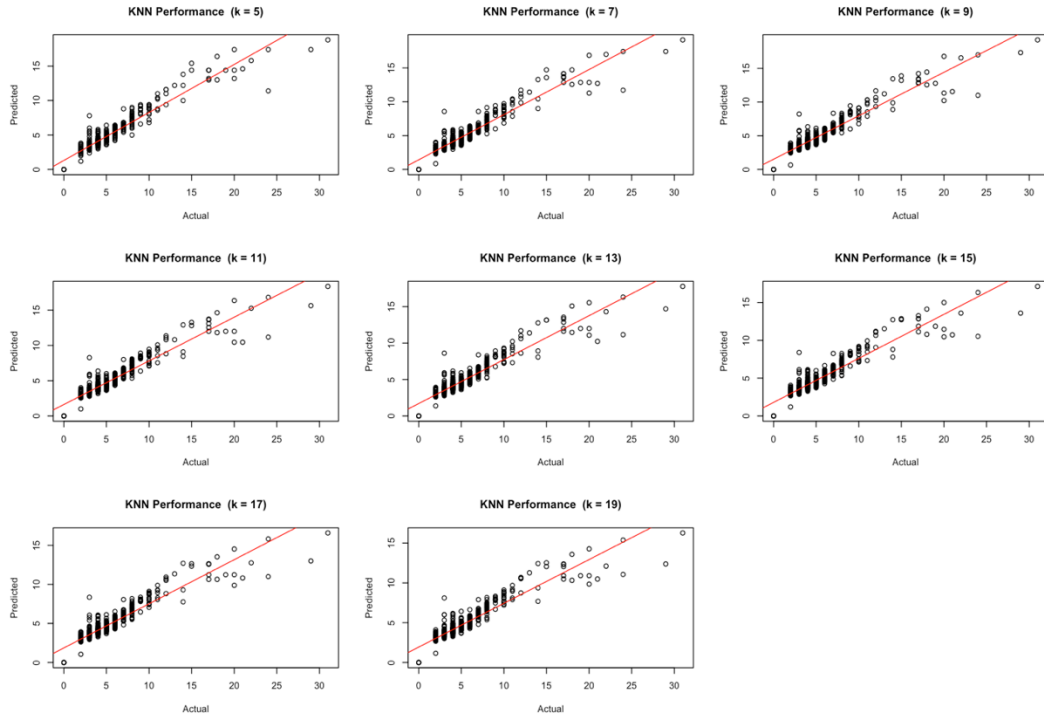 KNN Performance (k = 5)
Predicted
15
10
5
0
0 5 10 15 20 25 30
Actual
KNN Performance (k = 7)
Predicted
15
10
5
0
0 5 10 15 20 25 30
Actual
KNN Performance (k = 9)
Predicted
15
10
5
0
0 5 10 15 20 25 30
Actual
KNN Performance (k = 11)
Predicted
15
10
5
0
0 5 10 15 20 25 30
Actual
KNN Performance (k = 13)
Predicted
15
10
5
0
0 5 10 15 20 25 30
Actual
KNN Performance (k = 15)
Predicted
15
10
5
0
0 5 10 15 20 25 30
Actual
KNN Performance (k = 17)
Predicted
15
10
5
0
0 5 10 15 20 25 30
Actual
KNN Performance (k = 19)
Predicted
15
10
5
0
0 5 10 15 20 25 30
Actual